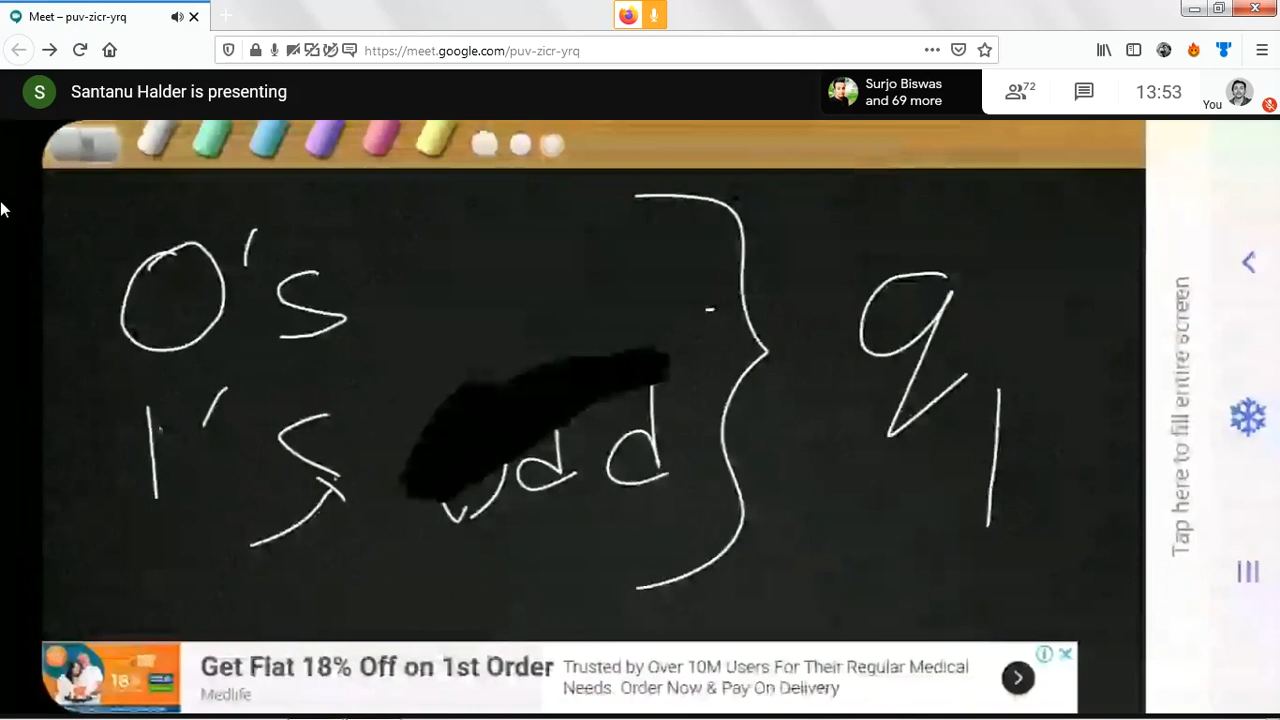 Meet – puv-zicr-yrq
https://meet.google.com/puv-zicr-yrq
S Santanu Halder is presenting
Surjo Biswas
and 69 more
72
13:53
You
0's
1's
q1
Tap here to fill entire screen
18%
Get Flat 18% Off on 1st Order
Medlife
Trusted by Over 10M Users For Their Regular Medical
Needs. Order Now & Pay On Delivery